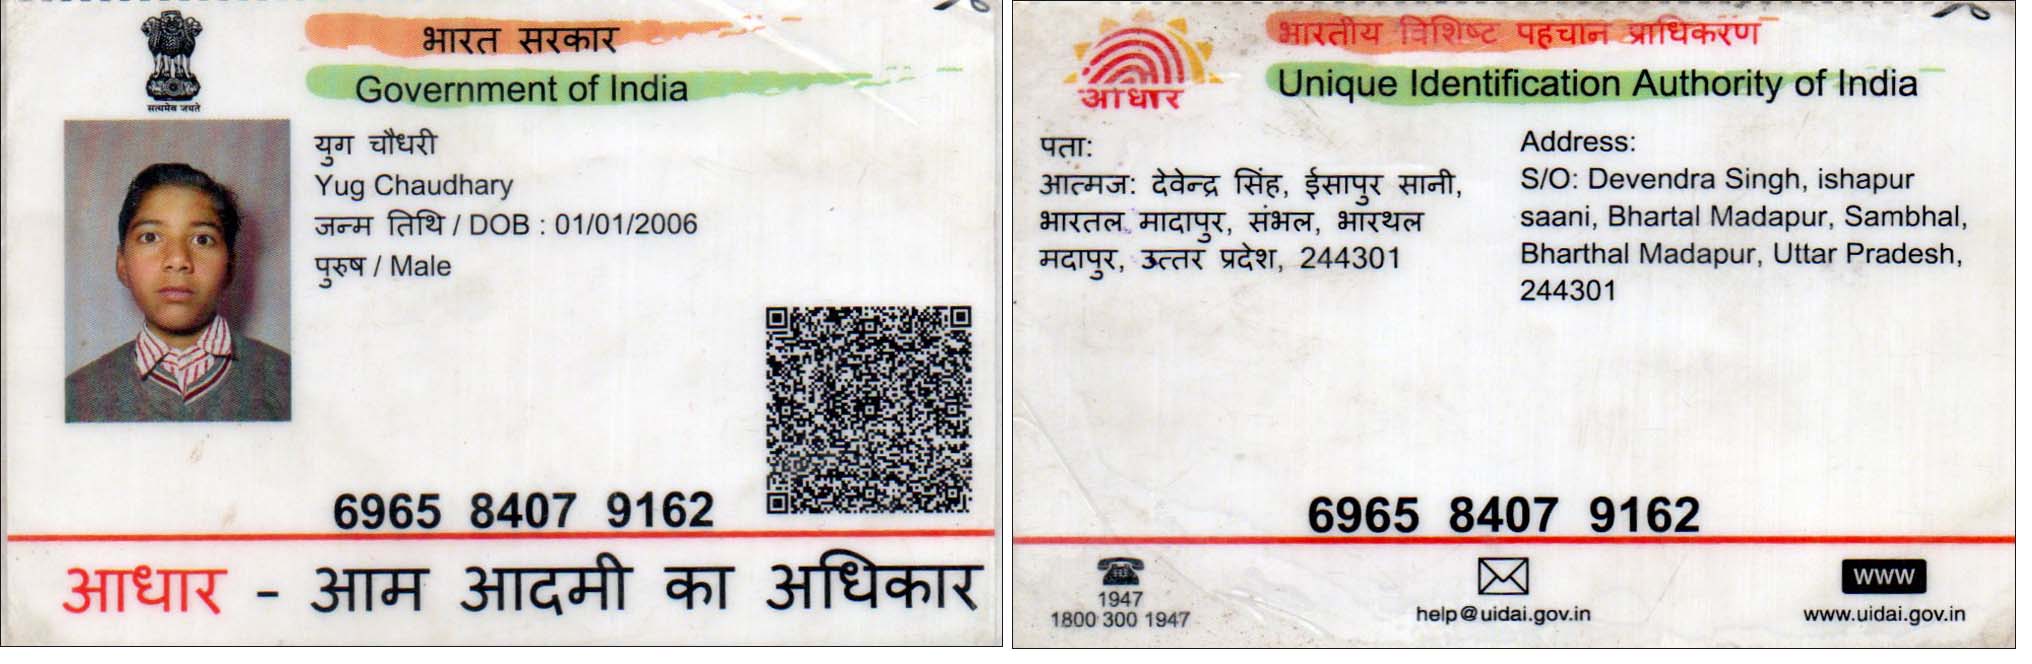 सत्यमेव जयते
भारत सरकार
Government of India
युग चौधरी
Yug Chaudhary
जन्म तिथि / DOB : 01/01/2006
पुरुष / Male
6965 8407 9162
आधार - आम आदमी का अधिकार
भारतीय विशिष्ट पहचान प्राधिकरण
Unique Identification Authority of India
आधार
पता:
आत्मज: देवेन्द्र सिंह, ईसापुर सानी,
भारतल मादापुर, संभल, भारथल
मदापुर, उत्तर प्रदेश, 244301
Address:
S/O: Devendra Singh, ishapur
saani, Bhartal Madapur, Sambhal,
Bharthal Madapur, Uttar Pradesh,
244301
6965 8407 9162
1947
1800 300 1947
help@uidai.gov.in
www
www.uidai.gov.in